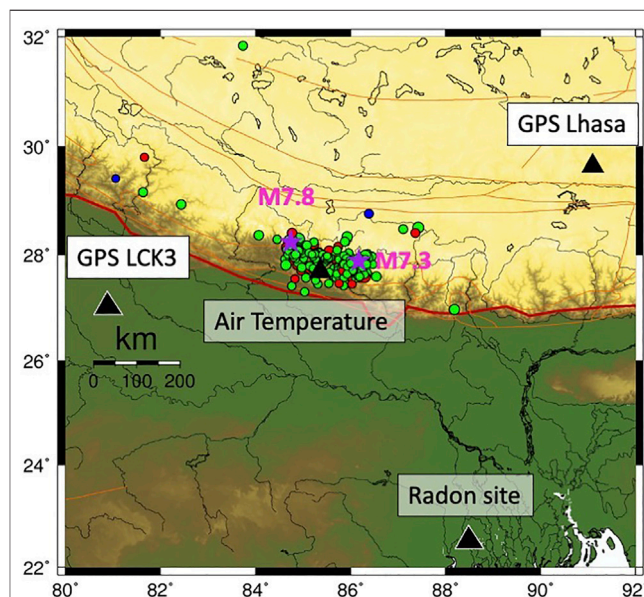 32°
30°
GPS Lhasa
M7.8
28°
GPS LCK3
M7.3
Air Temperature
km
26°
0 100 200
24°
Radon site
22°
80° 82° 84° 86° 88° 90° 92